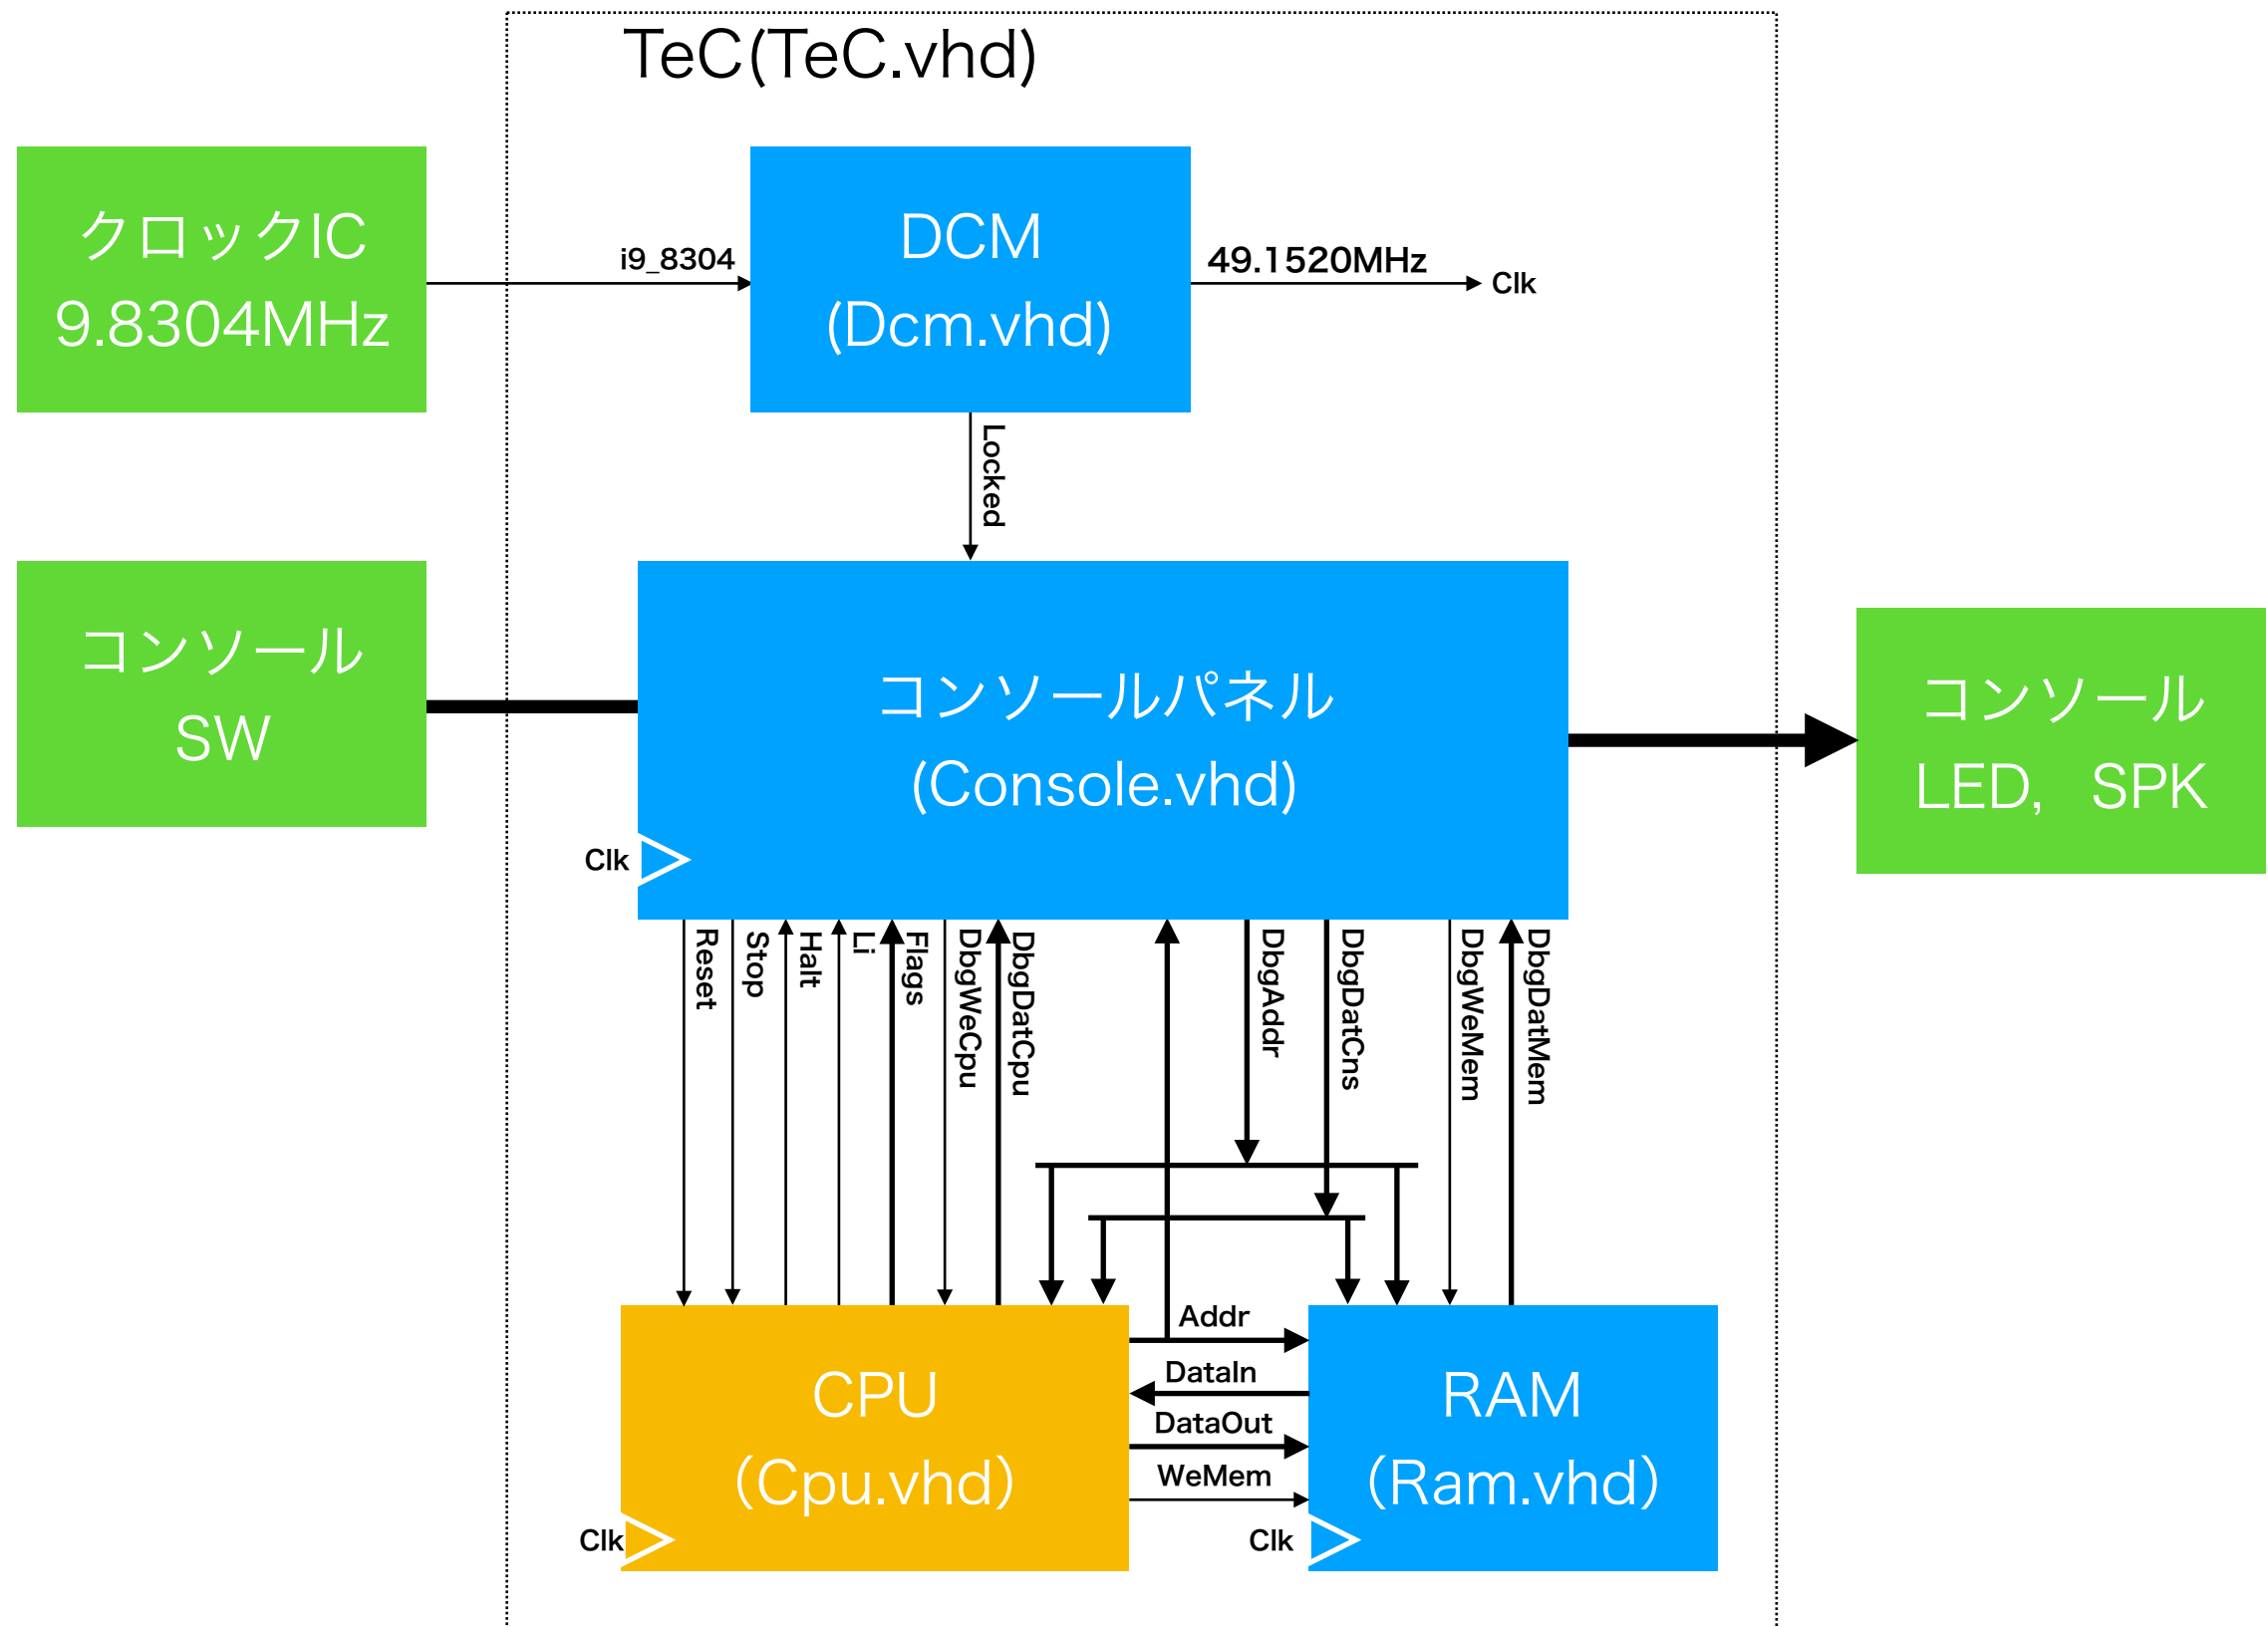 TeC(TeC.vhd)
クロックIC
9.8304MHz
i9_8304
DCM
(Dcm.vhd)
49.1520MHz
Clk
Locked
コンソール
SW
コンソールパネル
(Console.vhd)
Clk
コンソール
LED, SPK
Reset
Stop
Halt
Li
Flags
DbgWeCpu
DbgDatCpu
DbgAddr
DbgDatCns
DbgWeMem
DbgDatMem
CPU
(Cpu.vhd)
Clk
Addr
DataIn
DataOut
WeMem
Clk
RAM
(Ram.vhd)